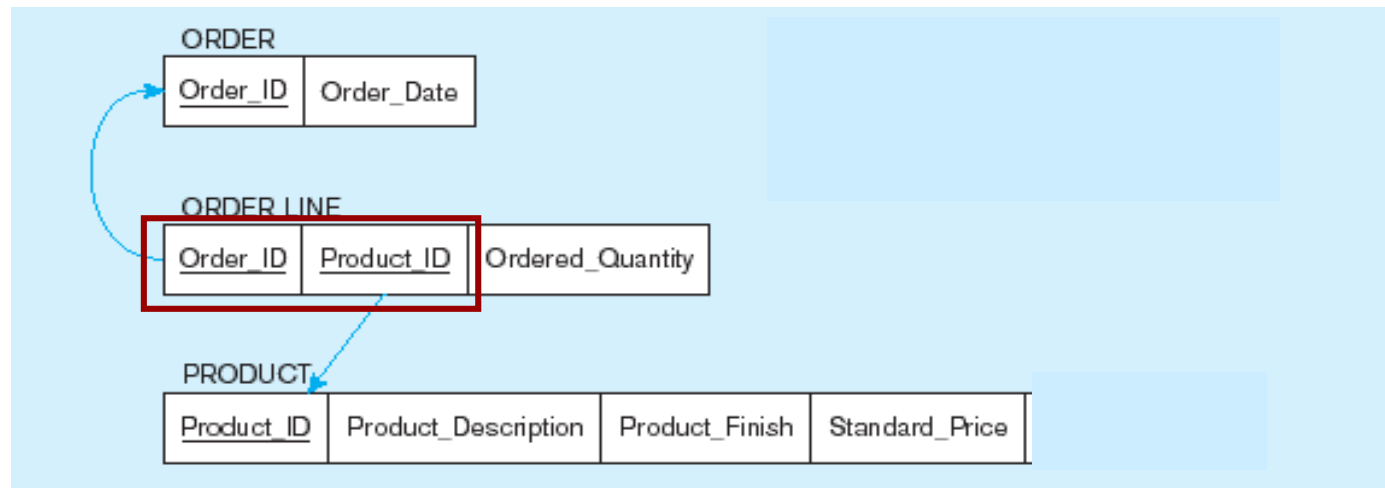 ORDER
Order_ID Order_Date
ORDER LINE
Order_ID Product_ID Ordered_Quantity
PRODUCT
Product_ID Product_Description Product_Finish Standard_Price